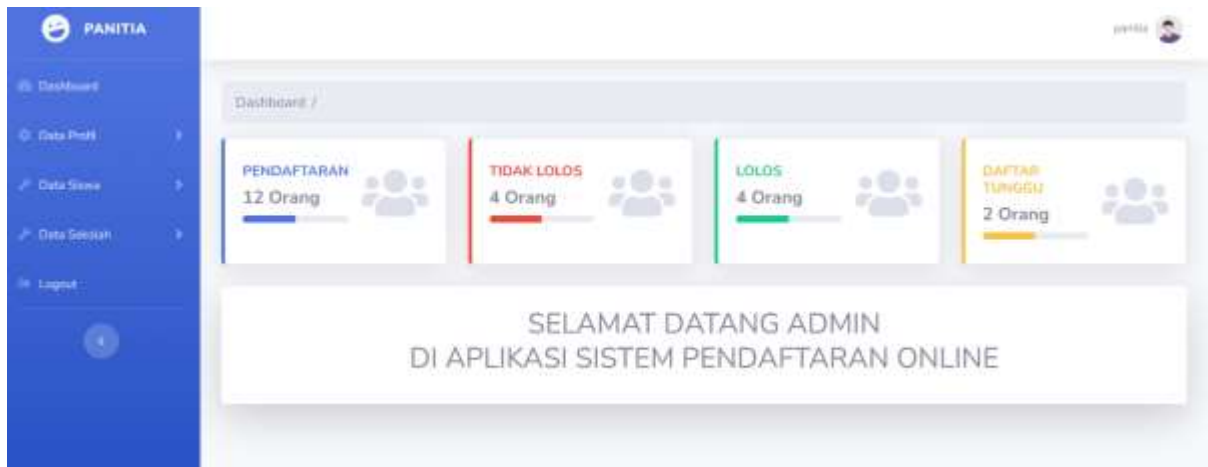 PANITIA
panitia
Dashboard
Data Profil
Data Siswa
Data Sekolah
Logout
Dashboard /
PENDAFTARAN
12 Orang
TIDAK LOLOS
4 Orang
LOLOS
4 Orang
DAFTAR
TUNGGU
2 Orang
SELAMAT DATANG ADMIN
DI APLIKASI SISTEM PENDAFTARAN ONLINE